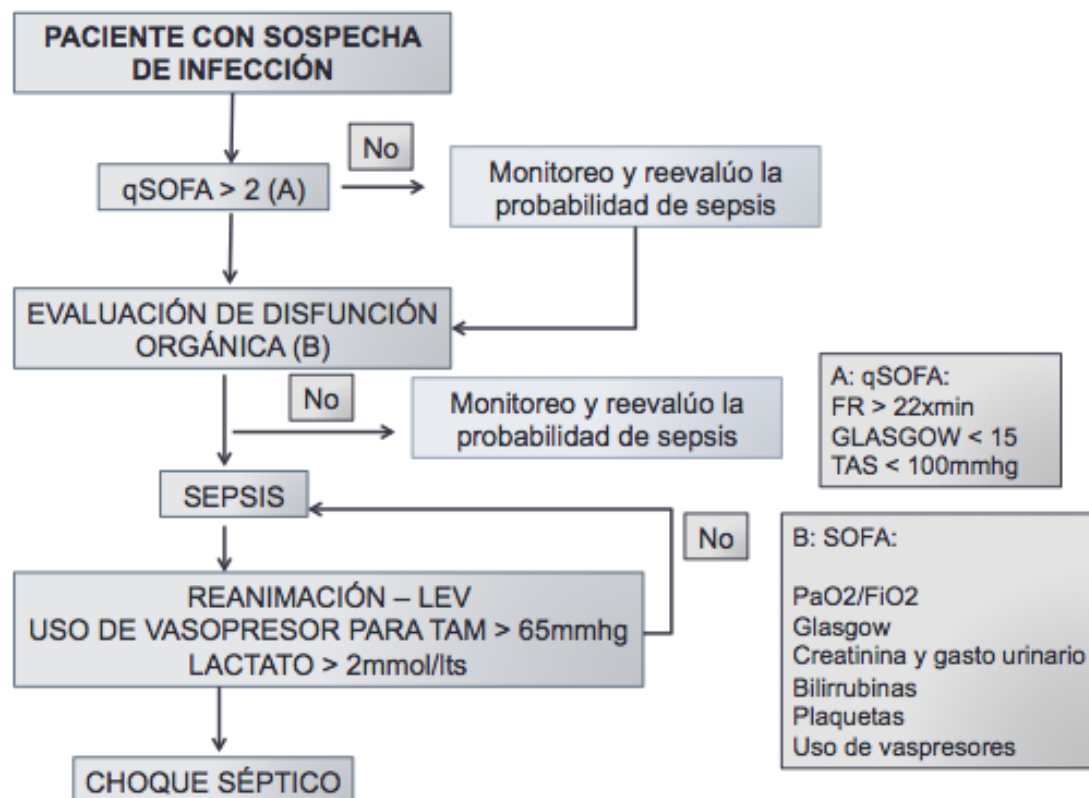 PACIENTE CON SOSPECHA
DE INFECCIÓN
No
qSOFA > 2 (A)
Monitoreo y reevalúo la
probabilidad de sepsis
EVALUACIÓN DE DISFUNCIÓN
ORGÁNICA (B)
No
Monitoreo y reevalúo la
probabilidad de sepsis
A: qSOFA:
FR > 22xmin
GLASGOW < 15
TAS < 100mmhg
SEPSIS
No
REANIMACIÓN – LEV
USO DE VASOPRESOR PARA TAM > 65mmhg
LACTATO > 2mmol/lts
B: SOFA:
PaO2/FiO2
Glasgow
Creatinina y gasto urinario
Bilirrubinas
Plaquetas
Uso de vaspresores
CHOQUE SÉPTICO